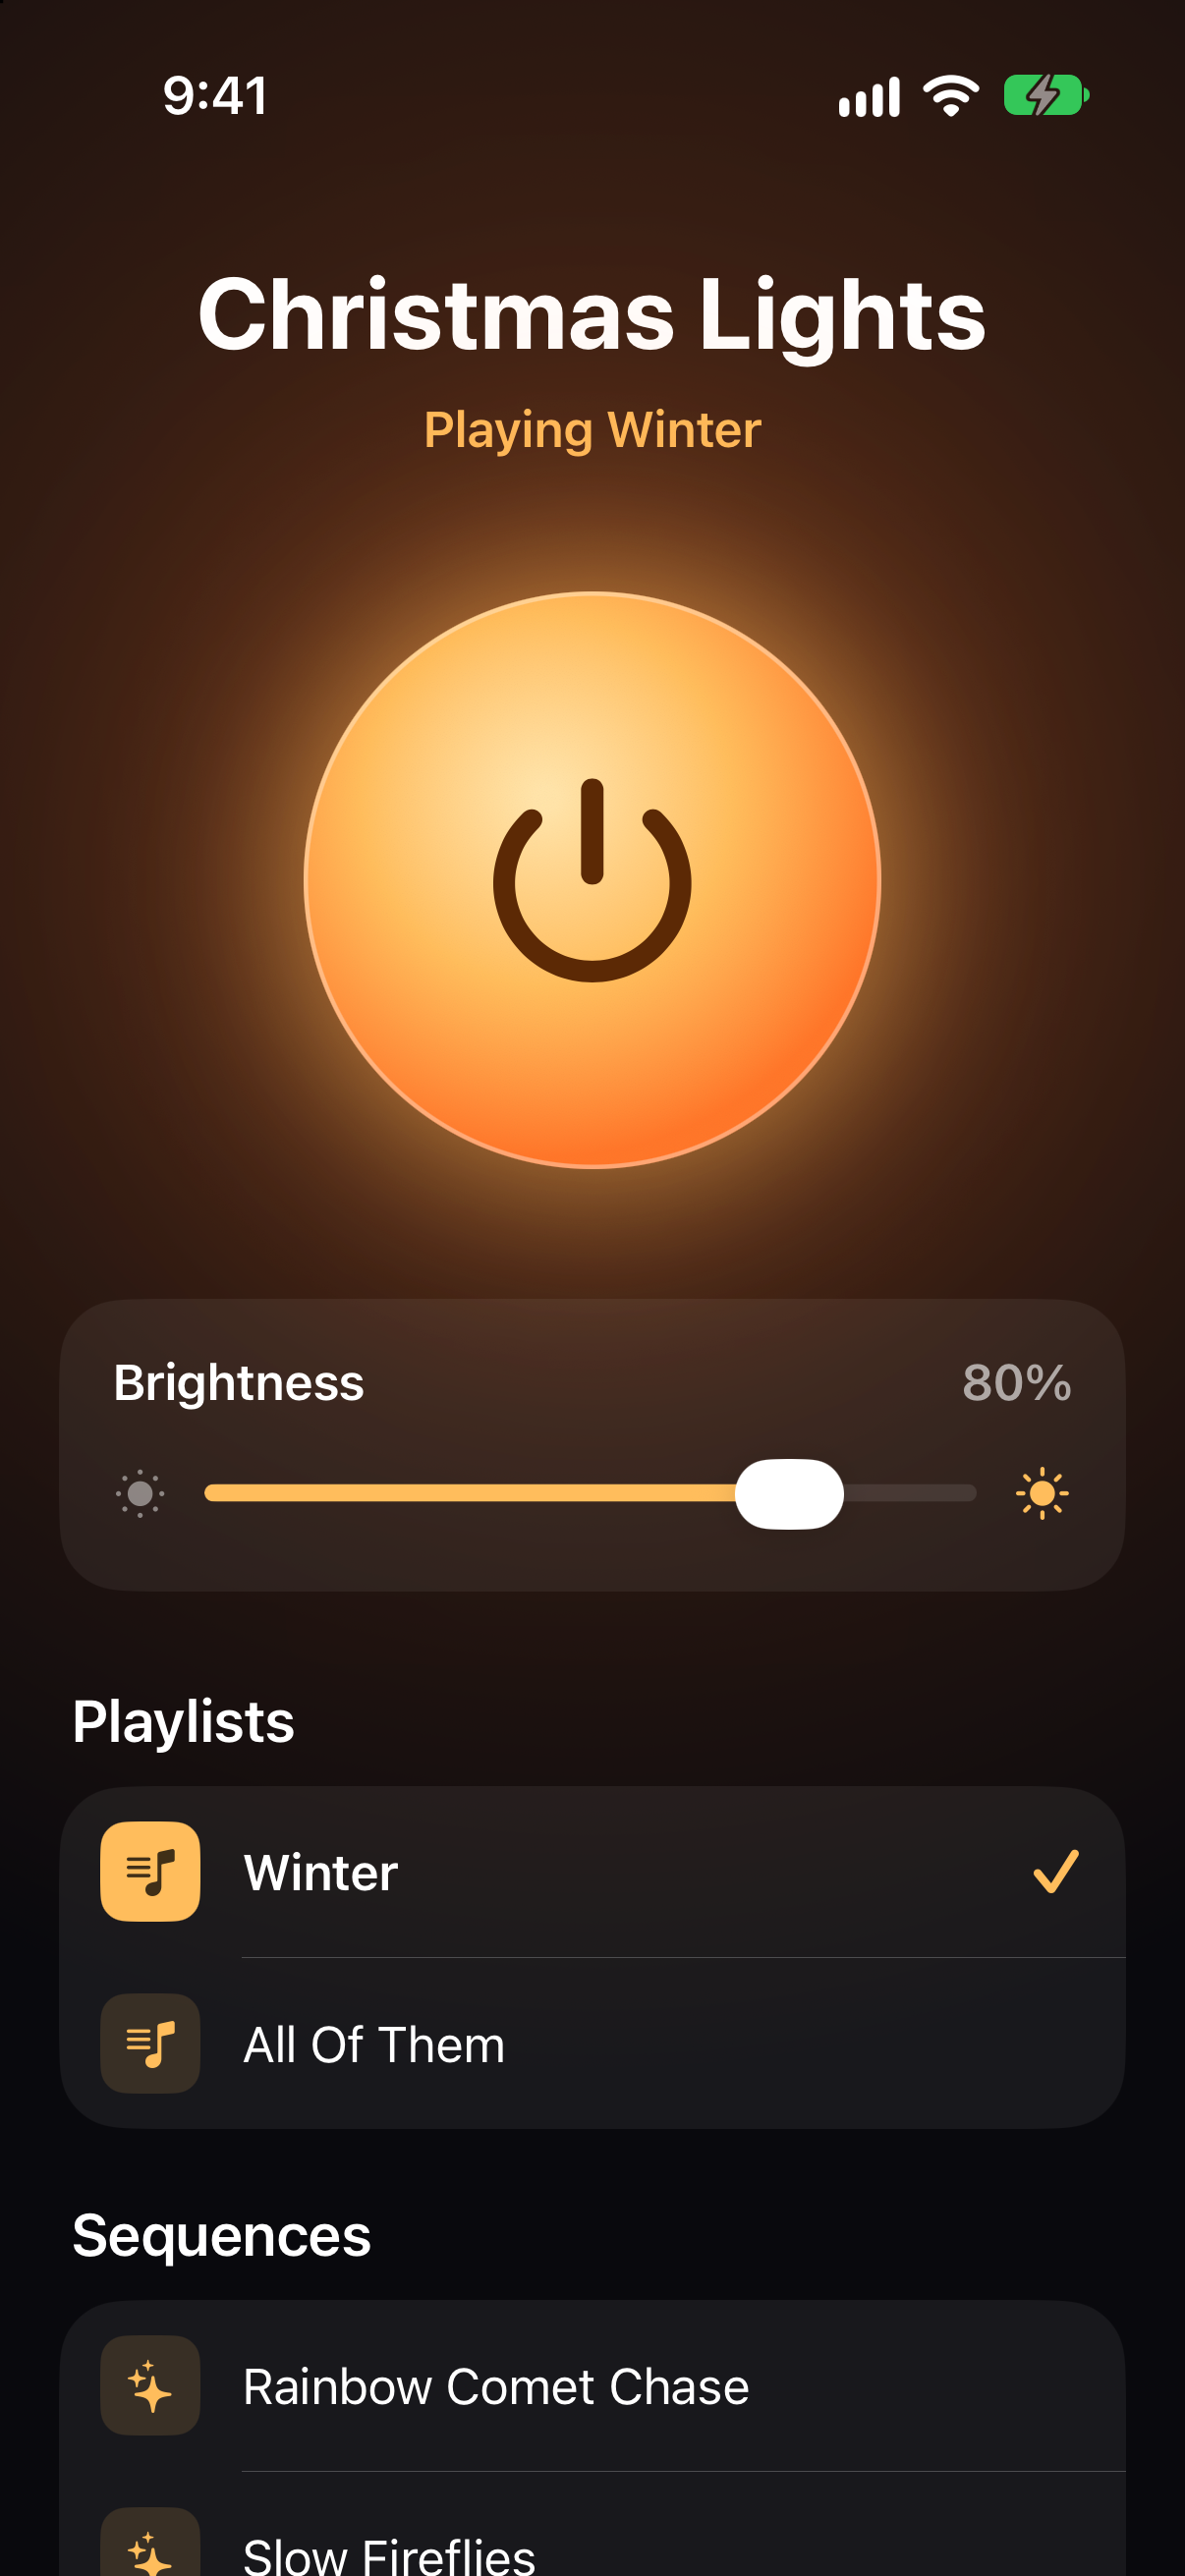 9:41
Christmas Lights
Playing Winter
Brightness 80%
Playlists
Winter
All Of Them
Sequences
Rainbow Comet Chase
Slow Fireflies